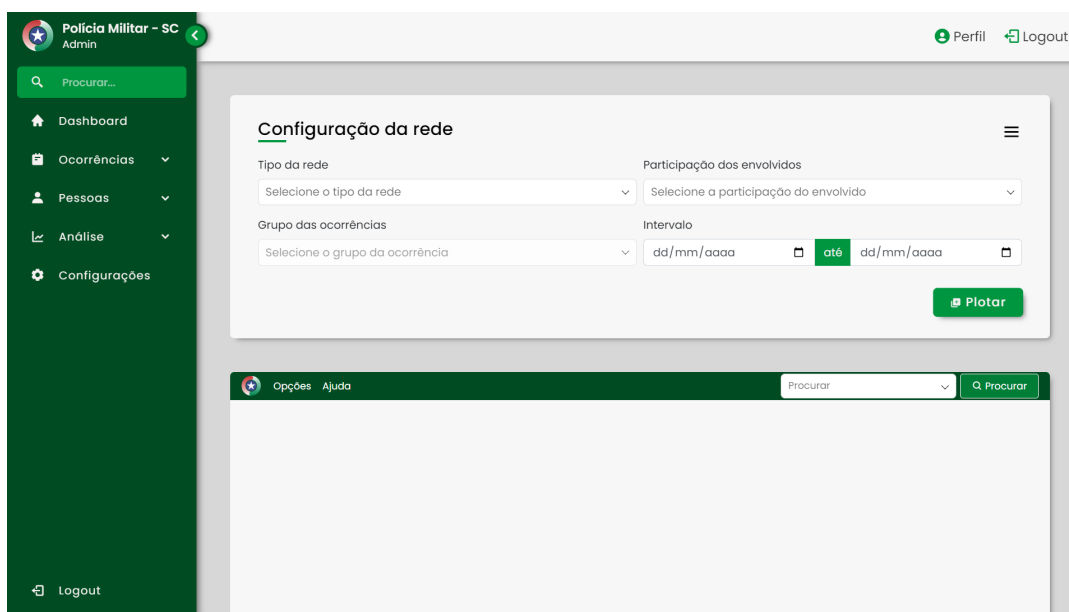 Polícia Militar - SC
Admin
Perfil
Logout
Procurar...
Dashboard
Ocorrências
Pessoas
Análise
Configurações
Logout
Configuração da rede
Tipo da rede
Participação dos envolvidos
Selecione o tipo da rede
Selecione a participação do envolvido
Grupo das ocorrências
Intervalo
Selecione o grupo da ocorrência
dd/mm/aaaa até dd/mm/aaaa
Plotar
Opções Ajuda
Procurar
Procurar